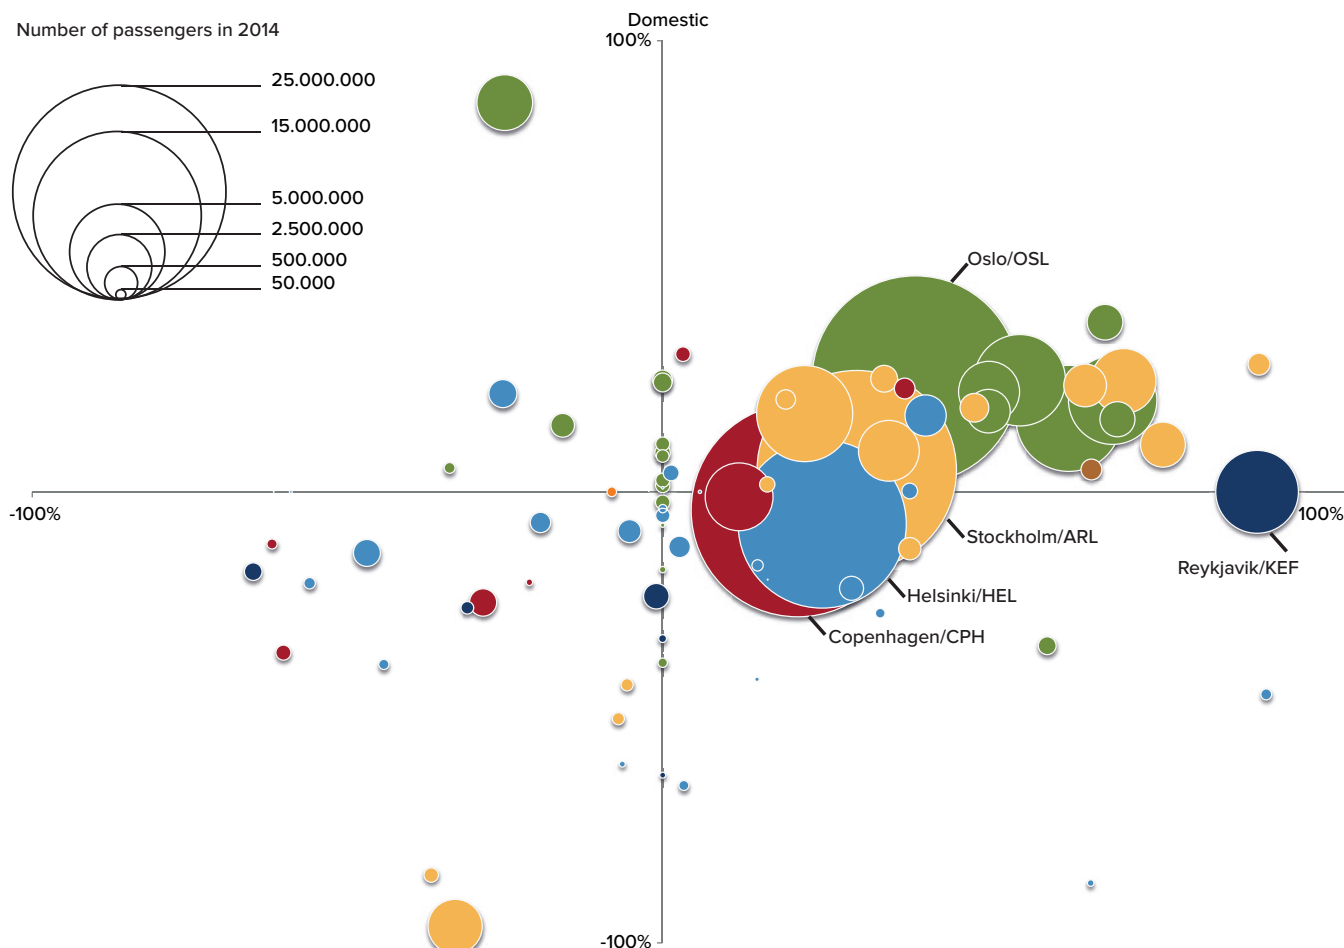 Domestic
Number of passengers in 2014
100%
25.000.000
15.000.000
5.000.000
2.500.000
500.000
50.000
Oslo/OSL
-100%
100%
Stockholm/ARL
Reykjavik/KEF
Helsinki/HEL
Copenhagen/CPH
-100%